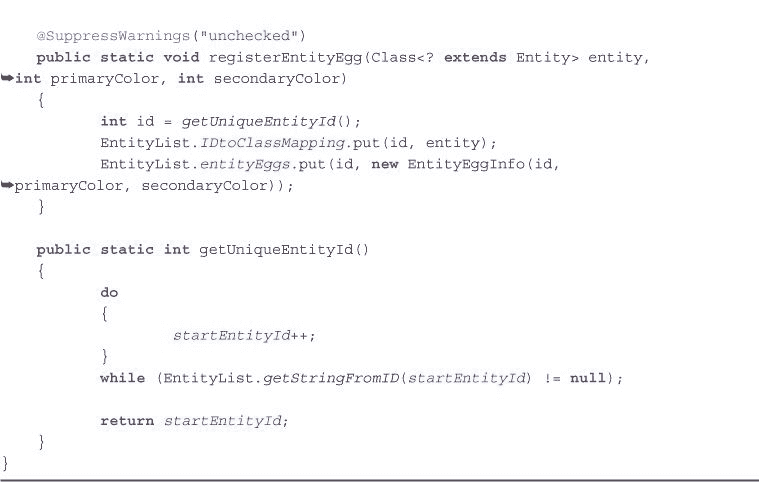 @SuppressWarnings("unchecked")
public static void registerEntityEgg(Class<? extends Entity> entity,
➥int primaryColor, int secondaryColor)
{
int id = getUniqueEntityId();
EntityList.IDtoClassMapping.put(id, entity);
EntityList.entityEggs.put(id, new EntityEggInfo(id,
➥primaryColor, secondaryColor));
}
public static int getUniqueEntityId()
{
do
{
startEntityId++;
}
while (EntityList.getStringFromID(startEntityId) != null);
return startEntityId;
}
}